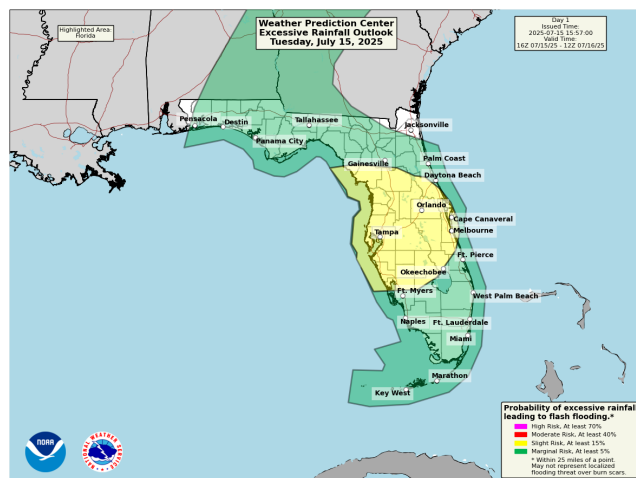 Weather Prediction Center
Excessive Rainfall Outlook
Tuesday, July 15, 2025
Highlighted Area:
Florida
Day 1
Issued Time:
2025-07-15 15:57:00
Valid Time:
16Z 07/15/25 - 12Z 07/16/25
Pensacola
Destin
Tallahassee
Jacksonville
Panama City
Gainesville
Palm Coast
Daytona Beach
Orlando
Cape Canaveral
Tampa
Melbourne
Ft. Pierce
Okeechobee
Ft. Myers
West Palm Beach
Naples
Ft. Lauderdale
Miami
Marathon
Key West
Probability of excessive rainfall
leading to flash flooding.*
High Risk, At least 70%
Moderate Risk, At least 40%
Slight Risk, At least 15%
Marginal Risk, At least 5%
* Within 25 miles of a point.
May not represent localized
flooding threat over burn scars.
NOAA
NATIONAL WEATHER SERVICE